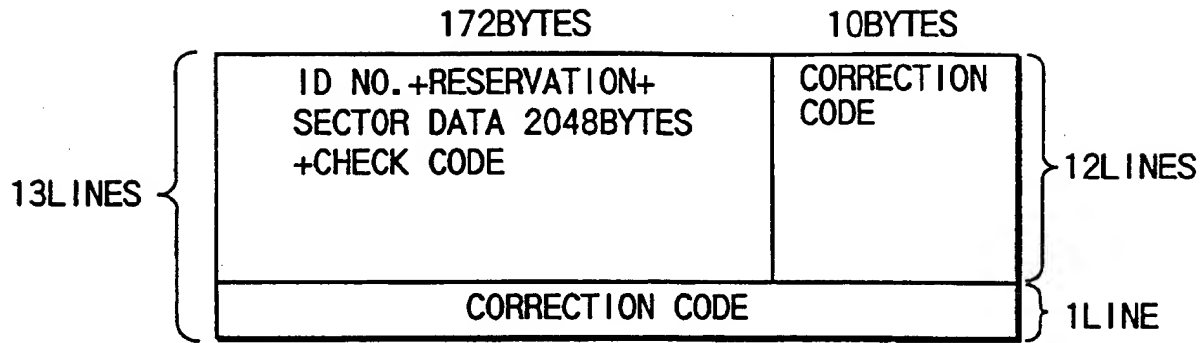 172BYTES 10BYTES
ID NO.+RESERVATION+
SECTOR DATA 2048BYTES
+CHECK CODE
CORRECTION
CODE
13LINES
12LINES
CORRECTION CODE
1LINE